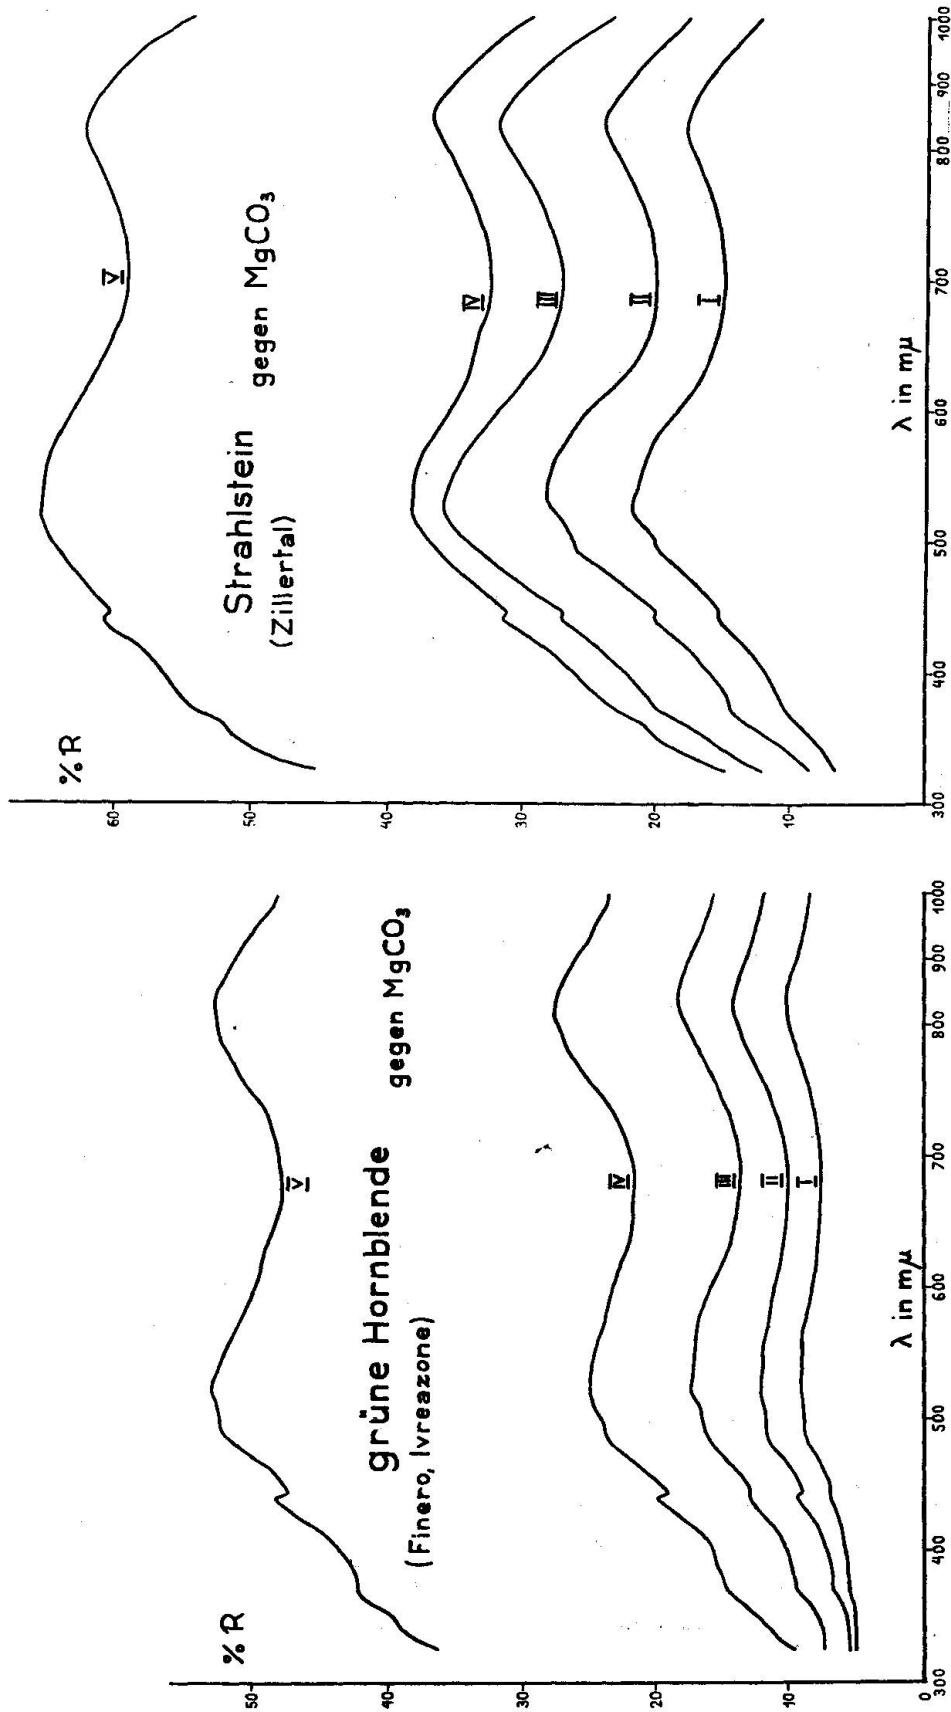 % R
60
50
40
30
20
10
Strahlstein gegen MgCO₃
(Zillertal)
V
IV
III
II
I
λ in mµ
300 400 500 600 700 800 900 1000
% R
50
40
30
20
10
0
grüne Hornblende gegen MgCO₃
(Finero, Ivreazone)
V
IV
III
II
I
λ in mµ
300 400 500 600 700 800 900 1000